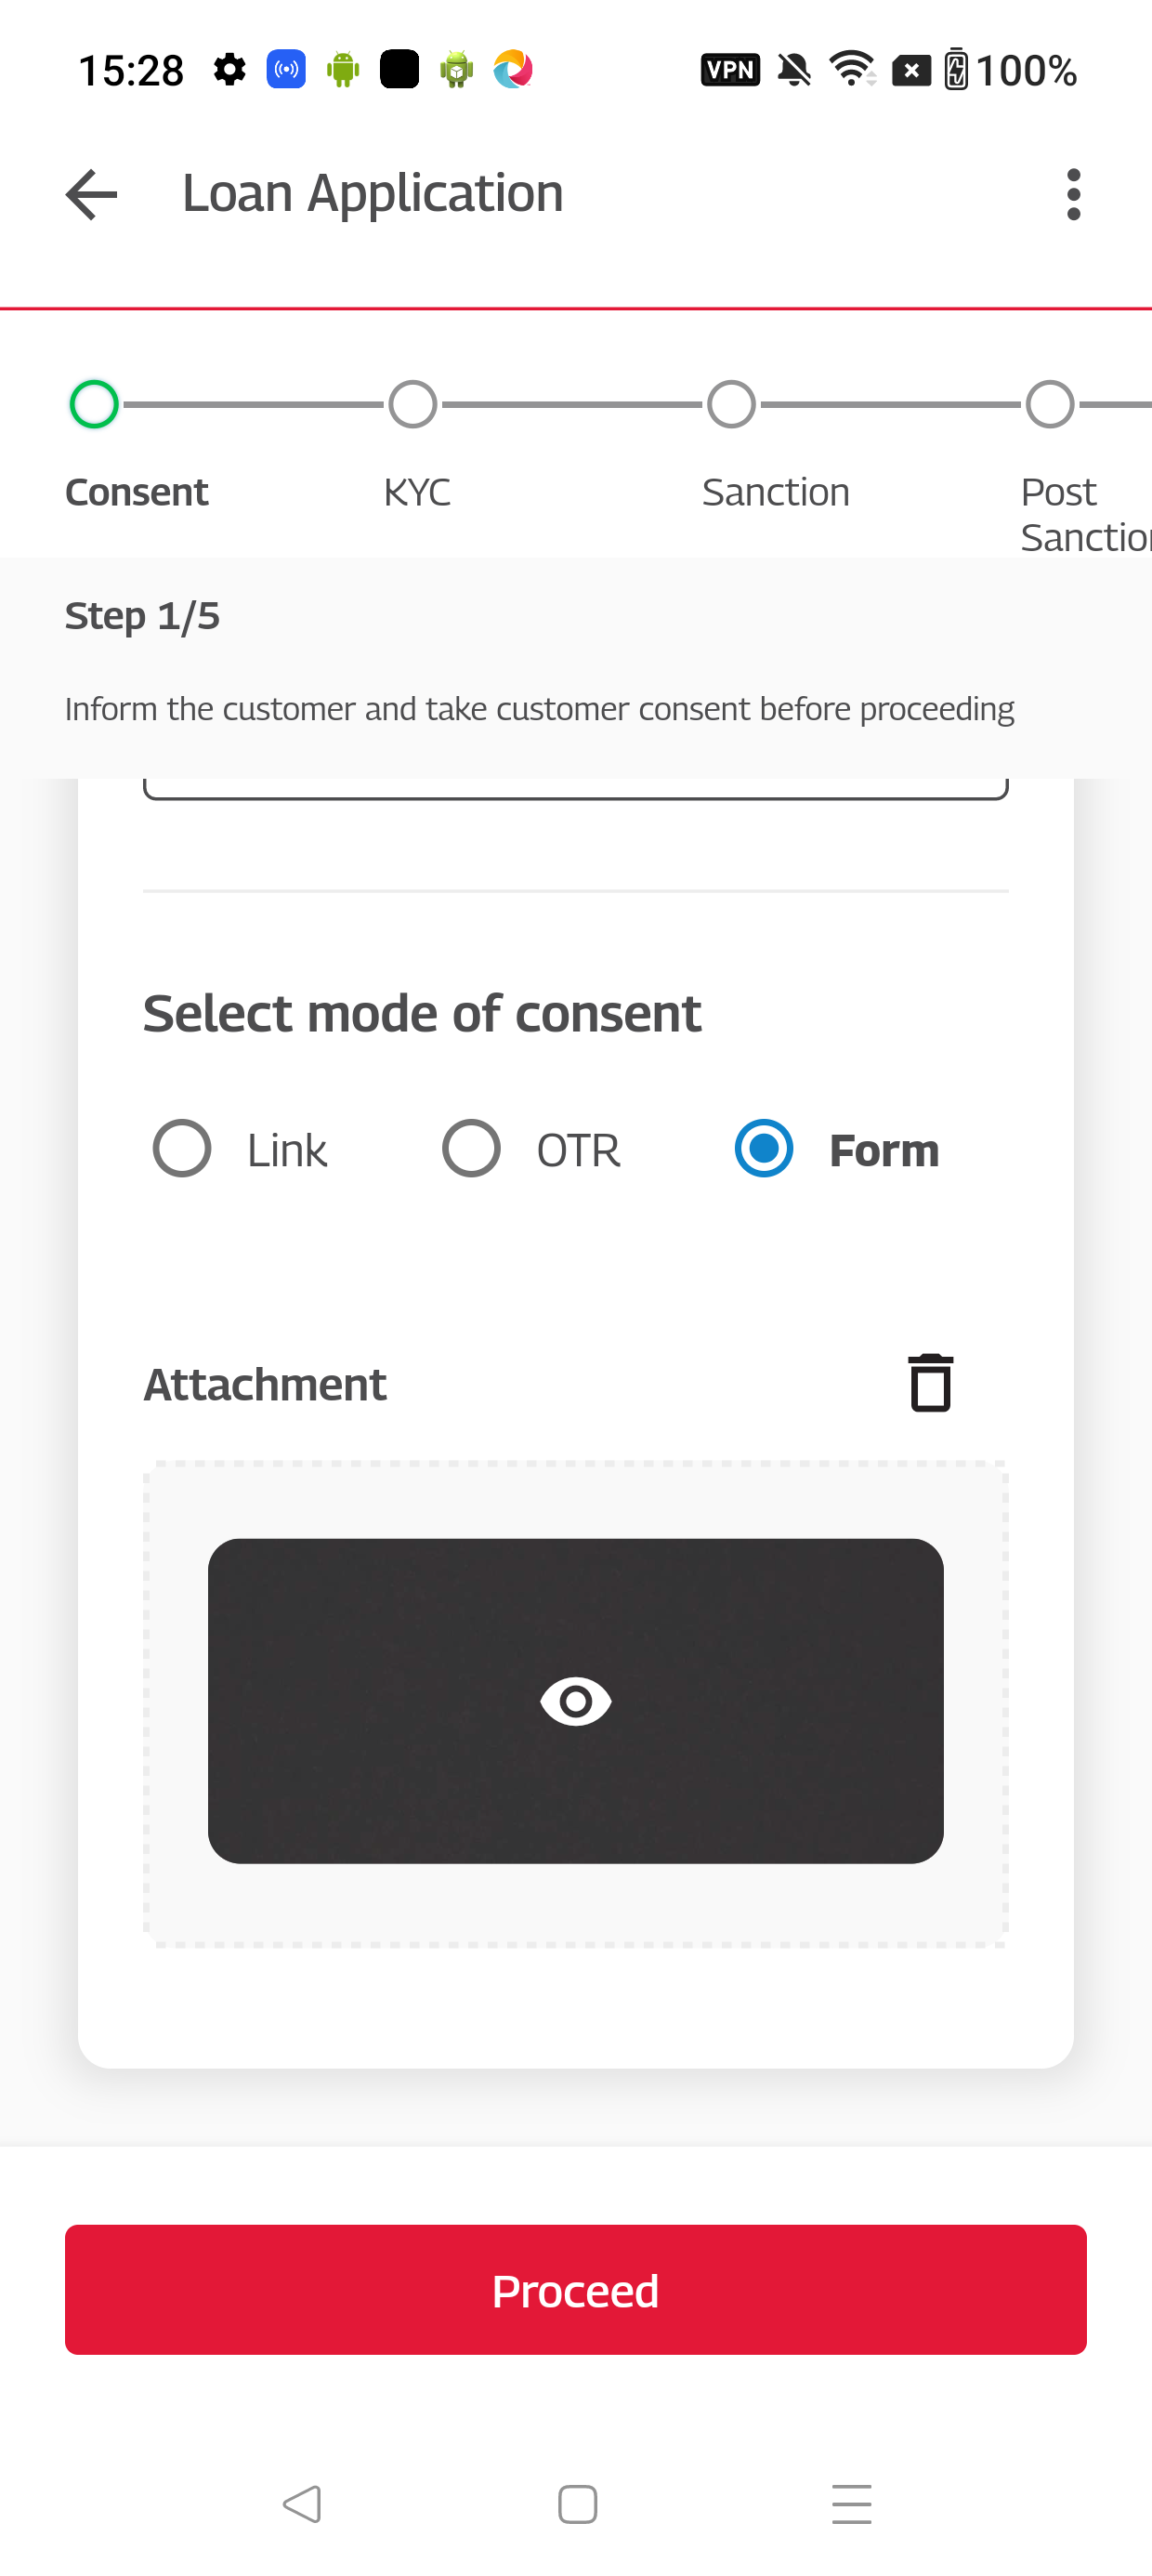 15:28 VPN 100%
Loan Application
Consent KYC Sanction Post
Step 1/5
Inform the customer and take customer consent before proceeding
Select mode of consent
Link OTR Form
Attachment
Proceed